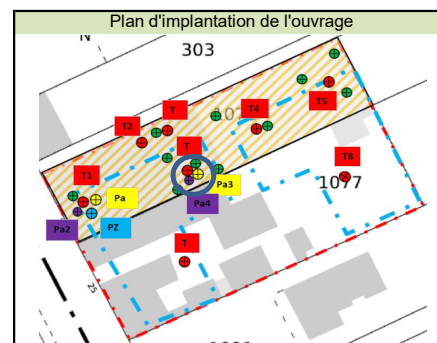 Plan d'implantation de l'ouvrage
N
303
T5
T
T4
T2
T
T8
T1
1077
Pa
Pa3
Pa4
Pa2
PZ
T
25